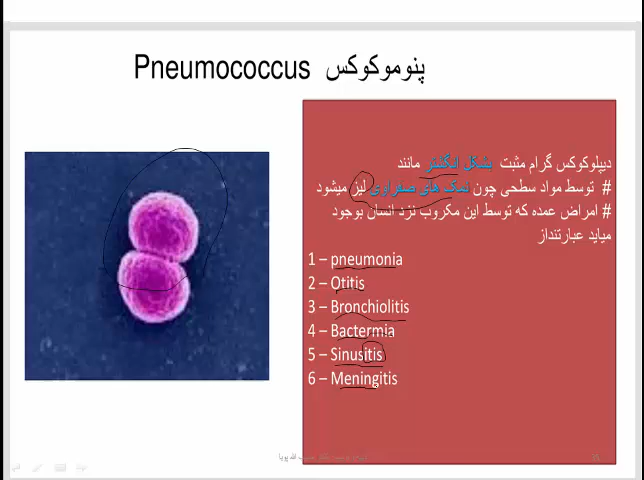 Pneumococcus پنوموکوکس
دیپلوکوکس گرام مثبت بشکل انگشتر مانند
# توسط مواد سطحی چون نمک های صفراوی لیز میشود
# امراض عمده که توسط این مکروب نزد انسان بوجود
میاید عبارتنداز
1 – pneumonia
2 – Otitis
3 – Bronchiolitis
4 – Bactermia
5 – Sinusitis
6 – Meningitis